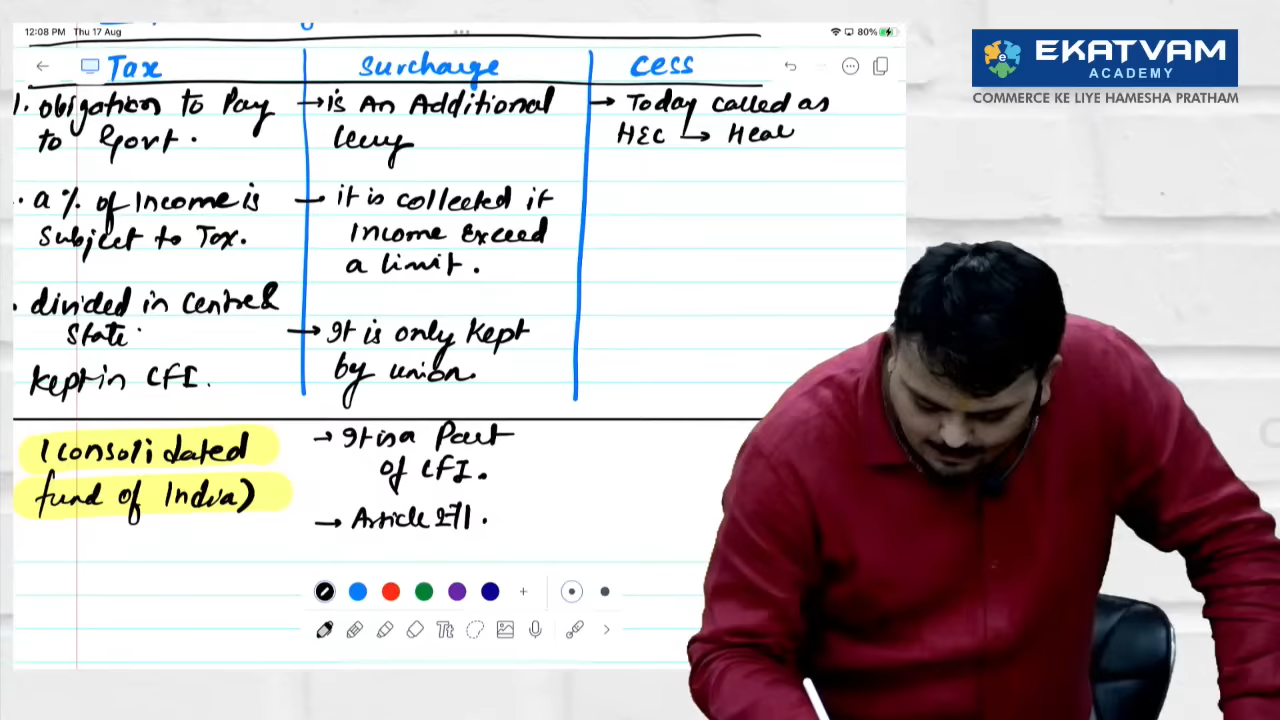 12:08 PM Thu 17 Aug
80%
EKATVAM
ACADEMY
COMMERCE KE LIYE HAMESHA PRATHAM
Tax
1. obligation to Pay
to Govt.
. a % of Income is
Subject to Tax.
. divided in Centre &
State
Kept in CFI.
(Consolidated
fund of India)
Surcharge
→ is An Additional
levy
- it is collected if
Income Exceed
a limit.
→ It is only Kept
by union.
→ It is a Part
of CFI.
→ Article 271.
Cess
→ Today called as
HEC → Heal
Tt